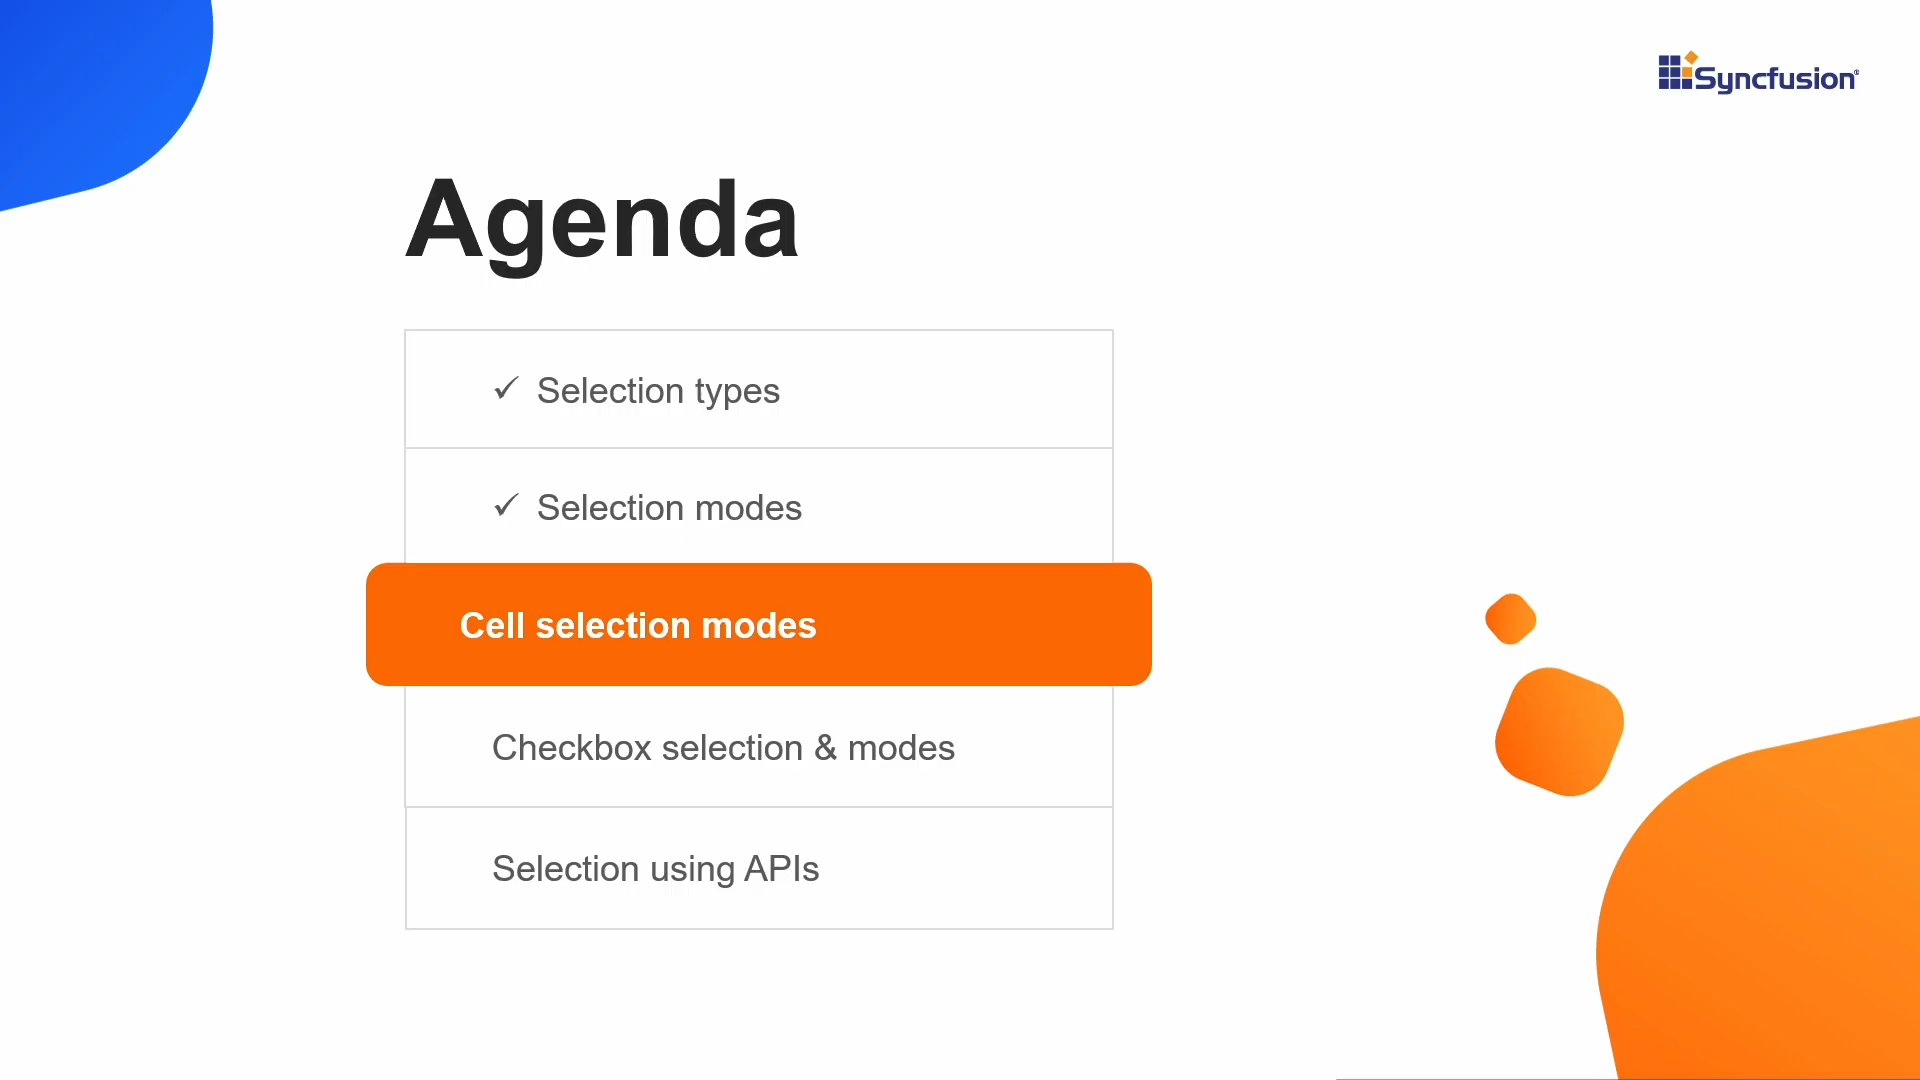 Syncfusion®
Agenda
✓ Selection types
✓ Selection modes
Cell selection modes
Checkbox selection & modes
Selection using APIs